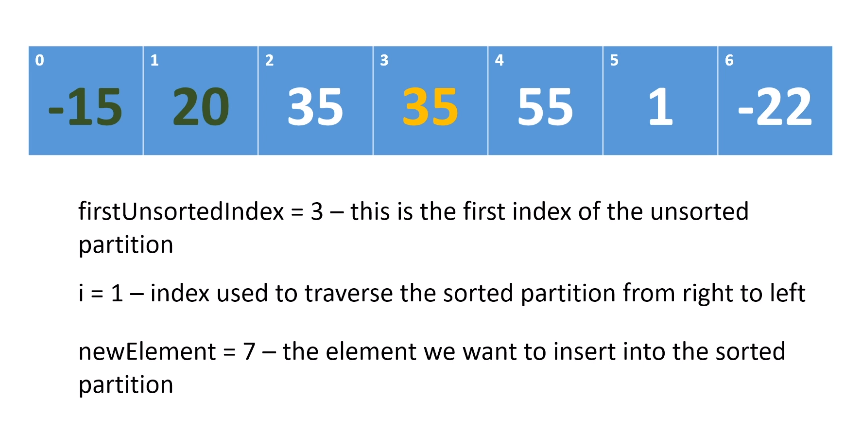 0 1 2 3 4 5 6
-15 20 35 35 55 1 -22
firstUnsortedIndex = 3 – this is the first index of the unsorted
partition
i = 1 – index used to traverse the sorted partition from right to left
newElement = 7 – the element we want to insert into the sorted
partition